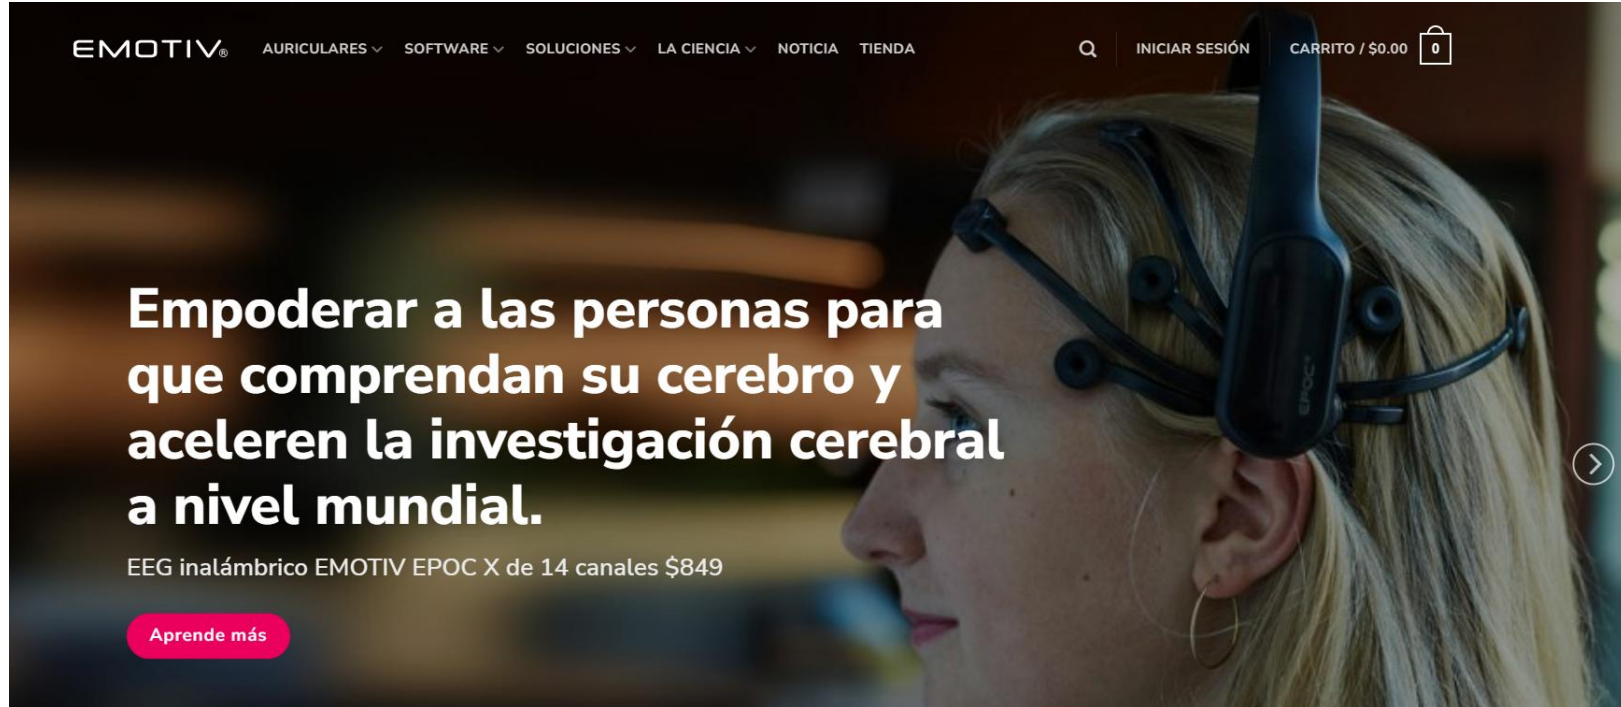 EMOTIV®
AURICULARES
SOFTWARE
SOLUCIONES
LA CIENCIA
NOTICIA
TIENDA
INICIAR SESIÓN
CARRITO / $0.00
0
Empoderar a las personas para
que comprendan su cerebro y
aceleren la investigación cerebral
a nivel mundial.
EEG inalámbrico EMOTIV EPOC X de 14 canales $849
Aprende más
EPOC